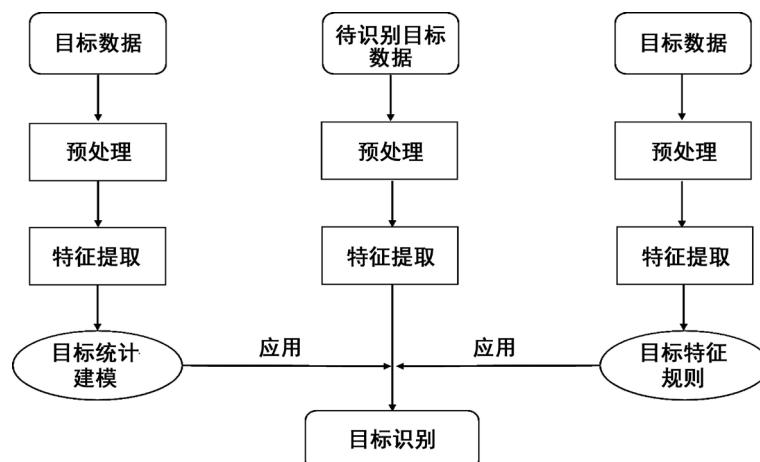 目标数据
待识别目标
数据
目标数据
预处理
预处理
预处理
特征提取
特征提取
特征提取
目标统计
建模
应用
应用
目标特征
规则
目标识别